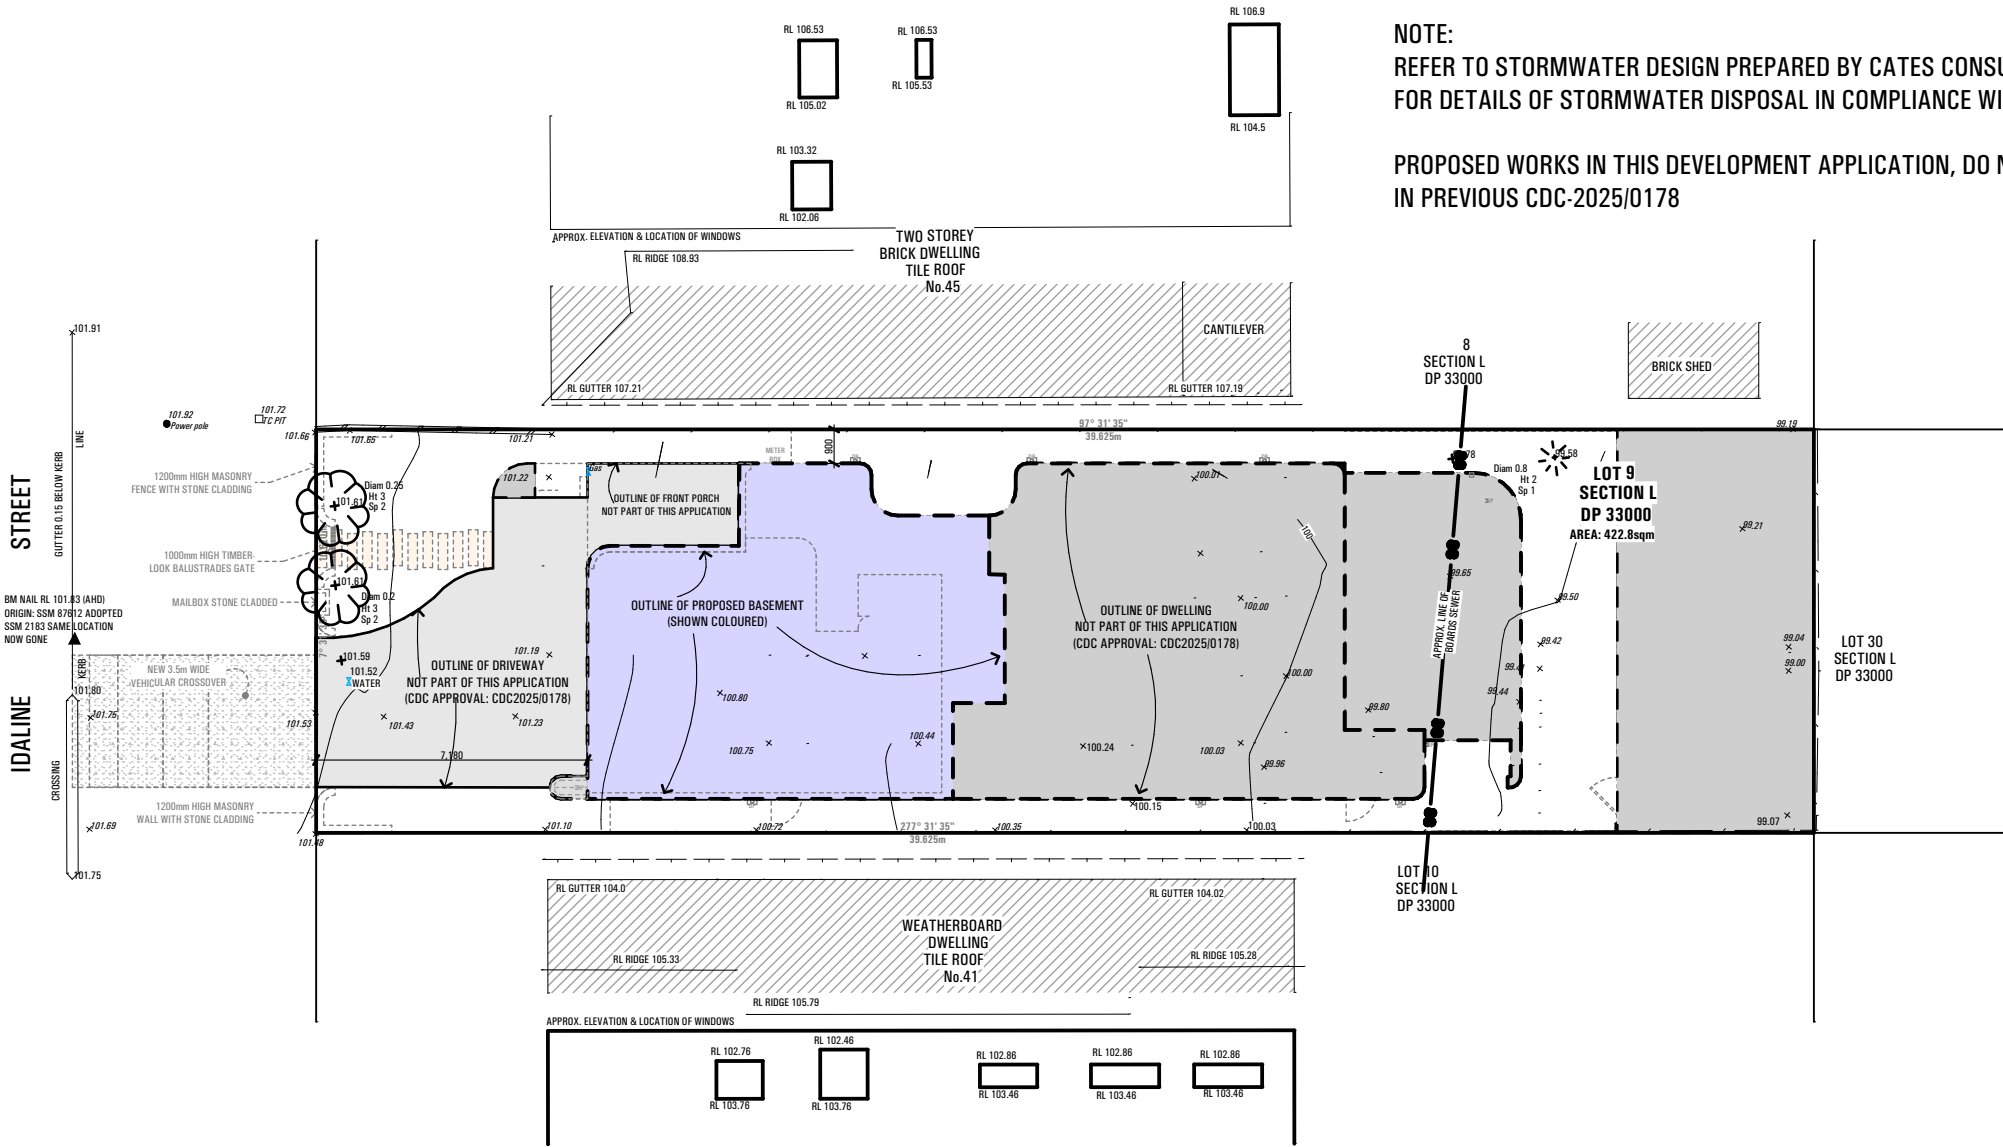 NOTE:
REFER TO STORMWATER DESIGN PREPARED BY CATES CONSU
FOR DETAILS OF STORMWATER DISPOSAL IN COMPLIANCE WI
PROPOSED WORKS IN THIS DEVELOPMENT APPLICATION, DO
IN PREVIOUS CDC-2025/0178
RL 106.53
RL 105.02
RL 106.53
RL 105.53
RL 106.9
RL 104.5
RL 103.32
RL 102.06
APPROX. ELEVATION & LOCATION OF WINDOWS
TWO STOREY
BRICK DWELLING
TILE ROOF
No.45
RL RIDGE 108.93
CANTILEVER
RL GUTTER 107.21
RL GUTTER 107.19
BRICK SHED
8
SECTION L
DP 33000
101.91
101.92
Power pole
101.72
TC PIT
101.66
101.65
101.21
97° 31' 35"
39.625m
99.19
STREET
IDALINE
LINE
GUTTER 0.15 BELOW KERB
KERB
CROSSING
1200mm HIGH MASONRY
FENCE WITH STONE CLADDING
1000mm HIGH TIMBER-
LOOK BALUSTRADES GATE
MAILBOX STONE CLADDED
BM NAIL RL 101.83 (AHD)
ORIGIN: SSM 87612 ADOPTED
SSM 2183 SAME LOCATION
NOW GONE
NEW 3.5m WIDE
VEHICULAR CROSSOVER
1200mm HIGH MASONRY
WALL WITH STONE CLADDING
101.80
101.75
101.69
101.75
101.53
101.48
Diam 0.25
Ht 3
Sp 2
101.61
101.61
Diam 0.2
Ht 3
Sp 2
101.59
101.52
WATER
101.22
Gas
METER
BOX
900
OUTLINE OF FRONT PORCH
NOT PART OF THIS APPLICATION
OUTLINE OF DRIVEWAY
NOT PART OF THIS APPLICATION
(CDC APPROVAL: CDC2025/0178)
101.19
101.43
101.23
7,180
OUTLINE OF PROPOSED BASEMENT
(SHOWN COLOURED)
100.80
100.75
100.44
OUTLINE OF DWELLING
NOT PART OF THIS APPLICATION
(CDC APPROVAL: CDC2025/0178)
100.01
100
100.00
100.00
100.24
100.03
99.96
99.80
100.15
APPROX. LINE OF
BOARDS SEWER
78
99.65
Diam 0.8
Ht 2
Sp 1
99.58
LOT 9
SECTION L
DP 33000
AREA: 422.8sqm
99.50
99.42
99.44
99.21
99.04
99.00
99.07
LOT 30
SECTION L
DP 33000
101.10
100.72
277° 31' 35"
39.625m
100.35
100.03
LOT 10
SECTION L
DP 33000
RL GUTTER 104.0
RL GUTTER 104.02
WEATHERBOARD
DWELLING
TILE ROOF
No.41
RL RIDGE 105.33
RL RIDGE 105.28
RL RIDGE 105.79
APPROX. ELEVATION & LOCATION OF WINDOWS
RL 102.76
RL 103.76
RL 102.46
RL 103.76
RL 102.86
RL 103.46
RL 102.86
RL 103.46
RL 102.86
RL 103.46